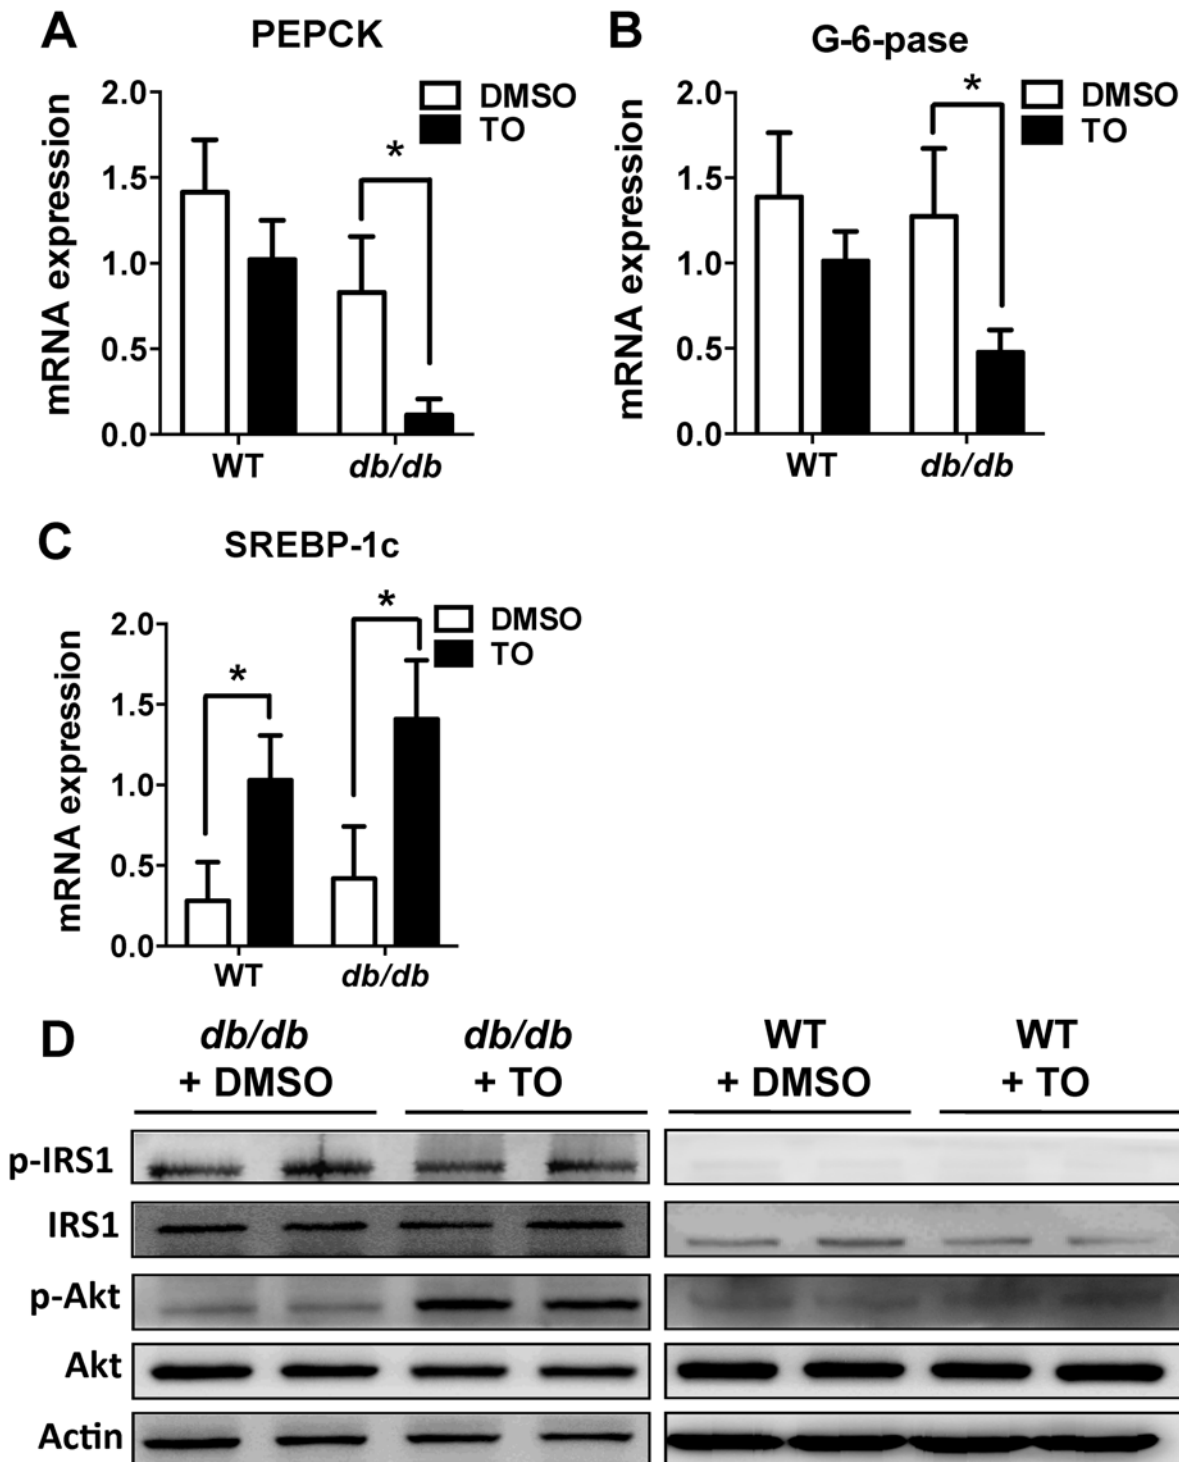 A
PEPCK
DMSO
TO
mRNA expression
2.0
1.5
1.0
0.5
0.0
*
WT
db/db
B
G-6-pase
DMSO
TO
mRNA expression
2.0
1.5
1.0
0.5
0.0
*
WT
db/db
C
SREBP-1c
DMSO
TO
mRNA expression
2.0
1.5
1.0
0.5
0.0
*
*
WT
db/db
D
db/db
+ DMSO
db/db
+ TO
WT
+ DMSO
WT
+ TO
p-IRS1
IRS1
p-Akt
Akt
Actin